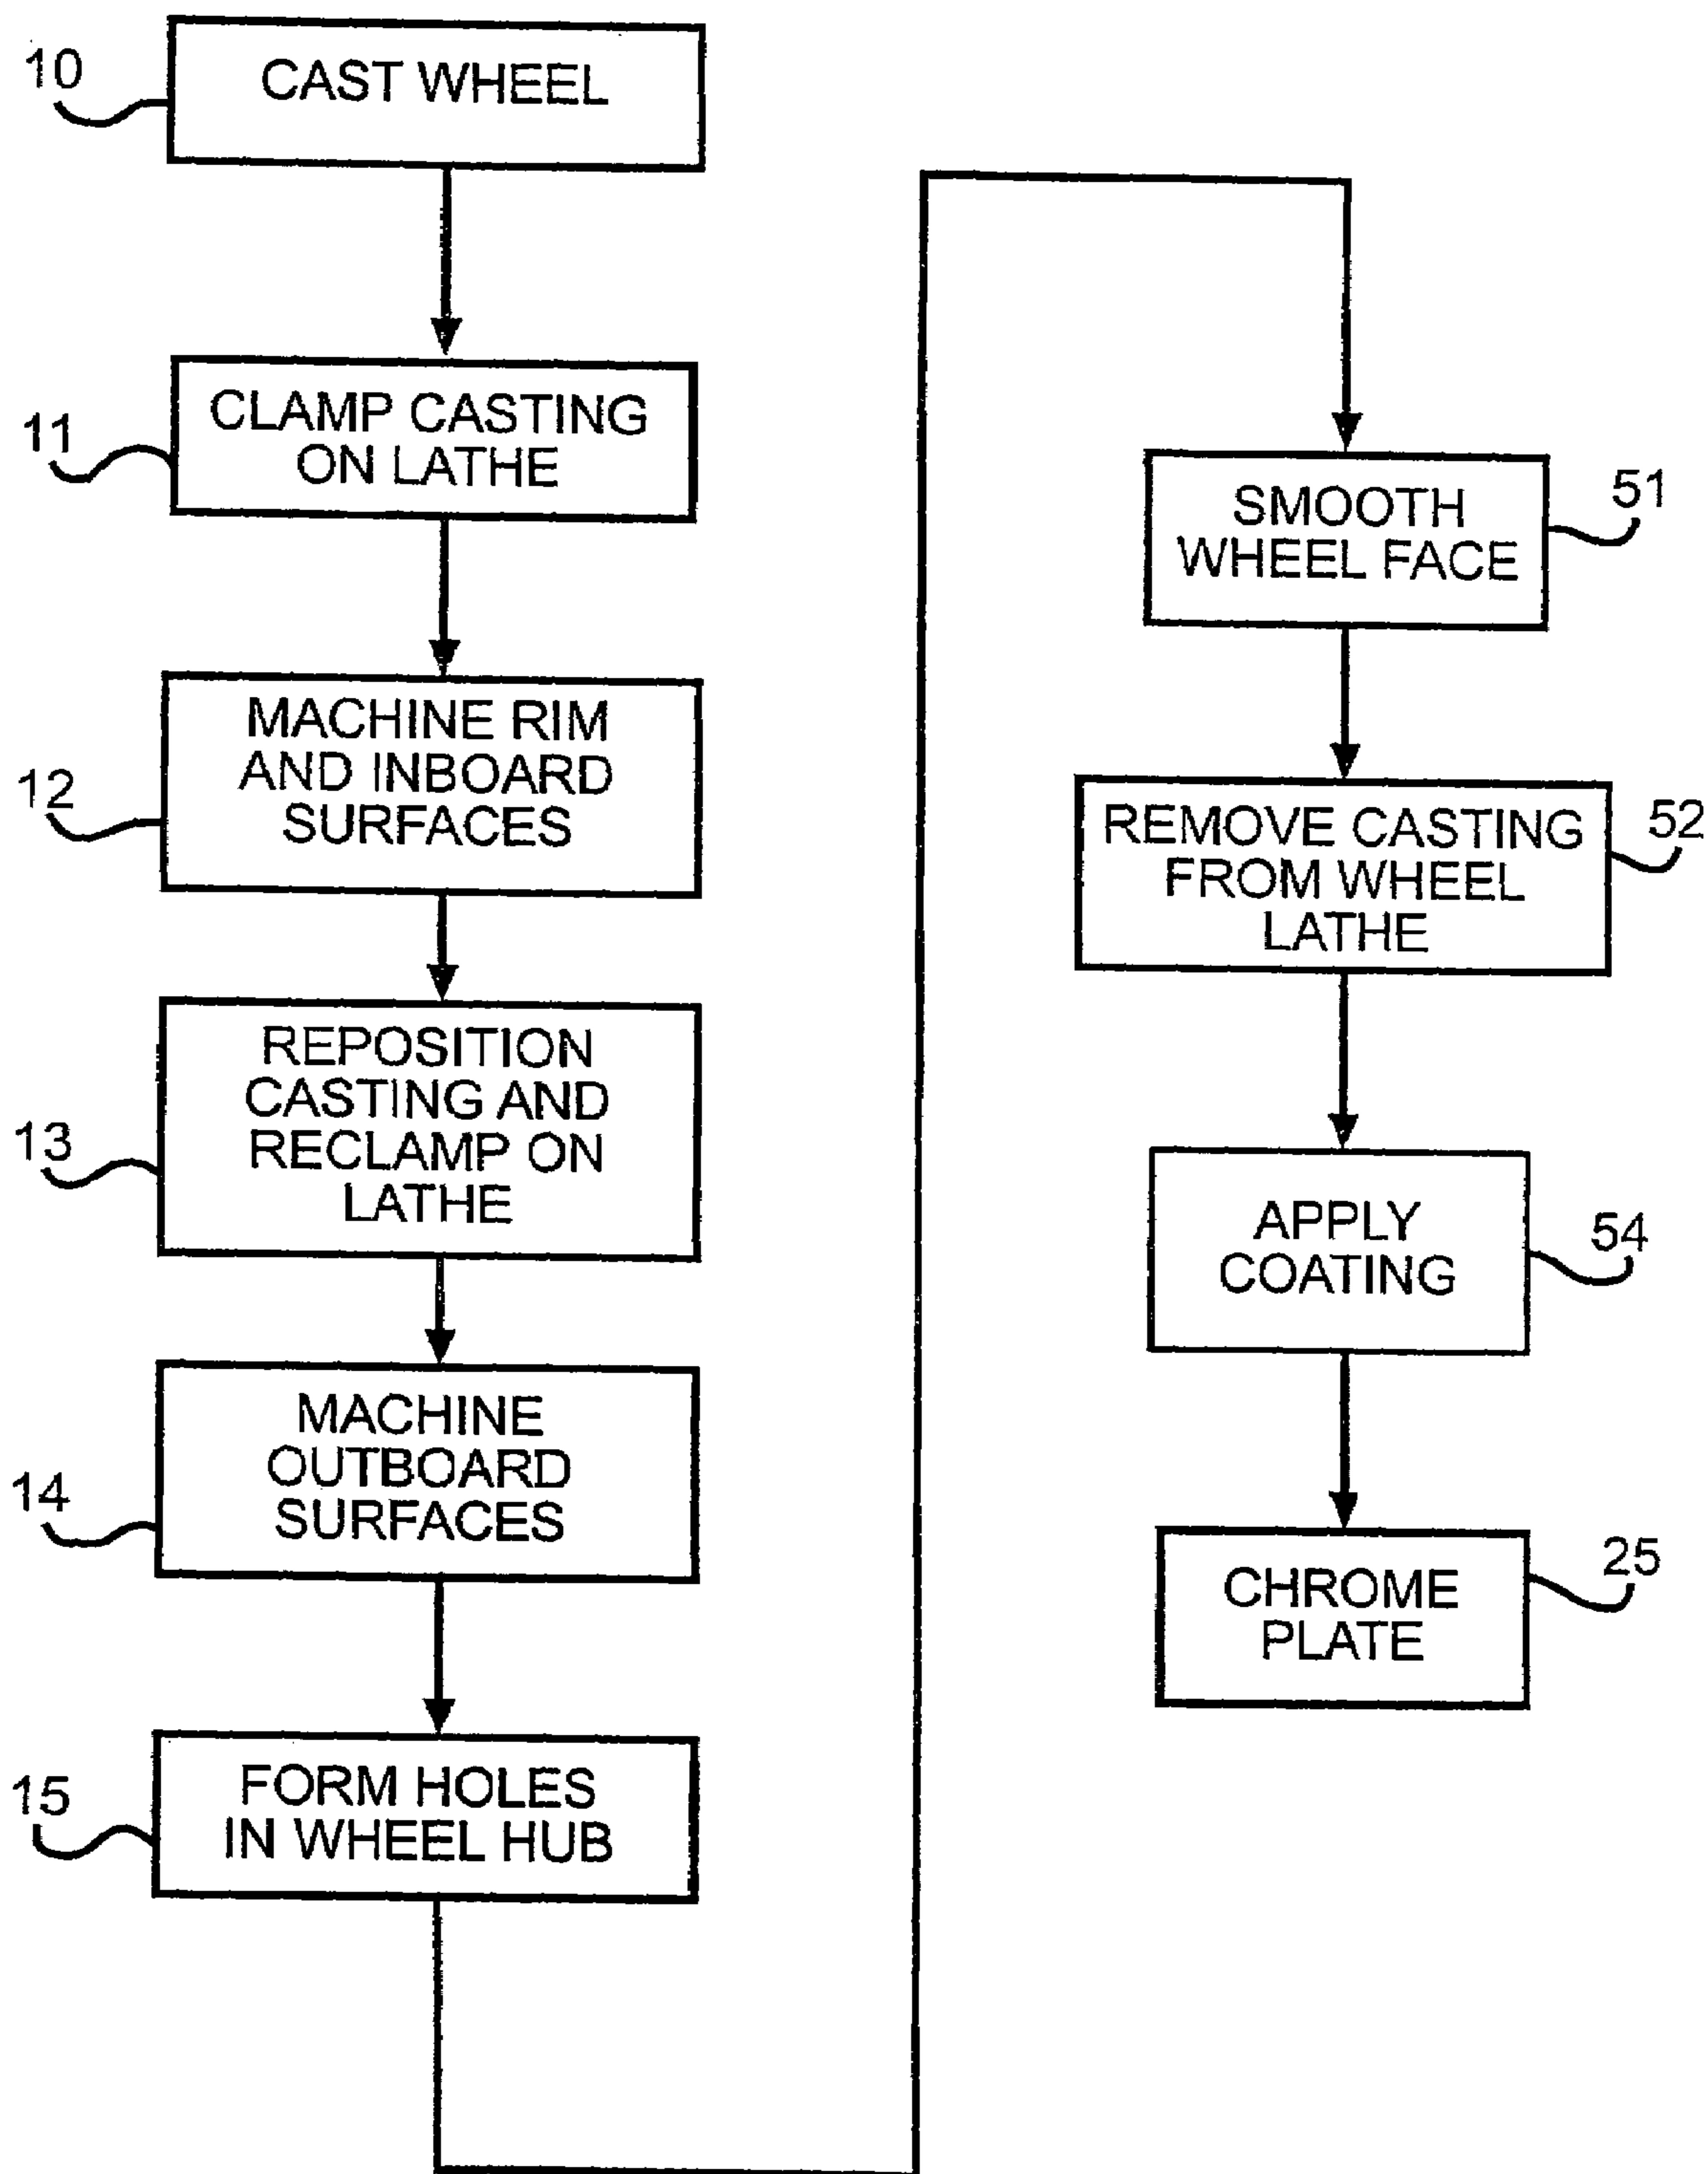 10
CAST WHEEL
11
CLAMP CASTING
ON LATHE
12
MACHINE RIM
AND INBOARD
SURFACES
13
REPOSITION
CASTING AND
RECLAMP ON
LATHE
14
MACHINE
OUTBOARD
SURFACES
15
FORM HOLES
IN WHEEL HUB
SMOOTH
WHEEL FACE
51
REMOVE CASTING
FROM WHEEL
LATHE
52
APPLY
COATING
54
CHROME
PLATE
25